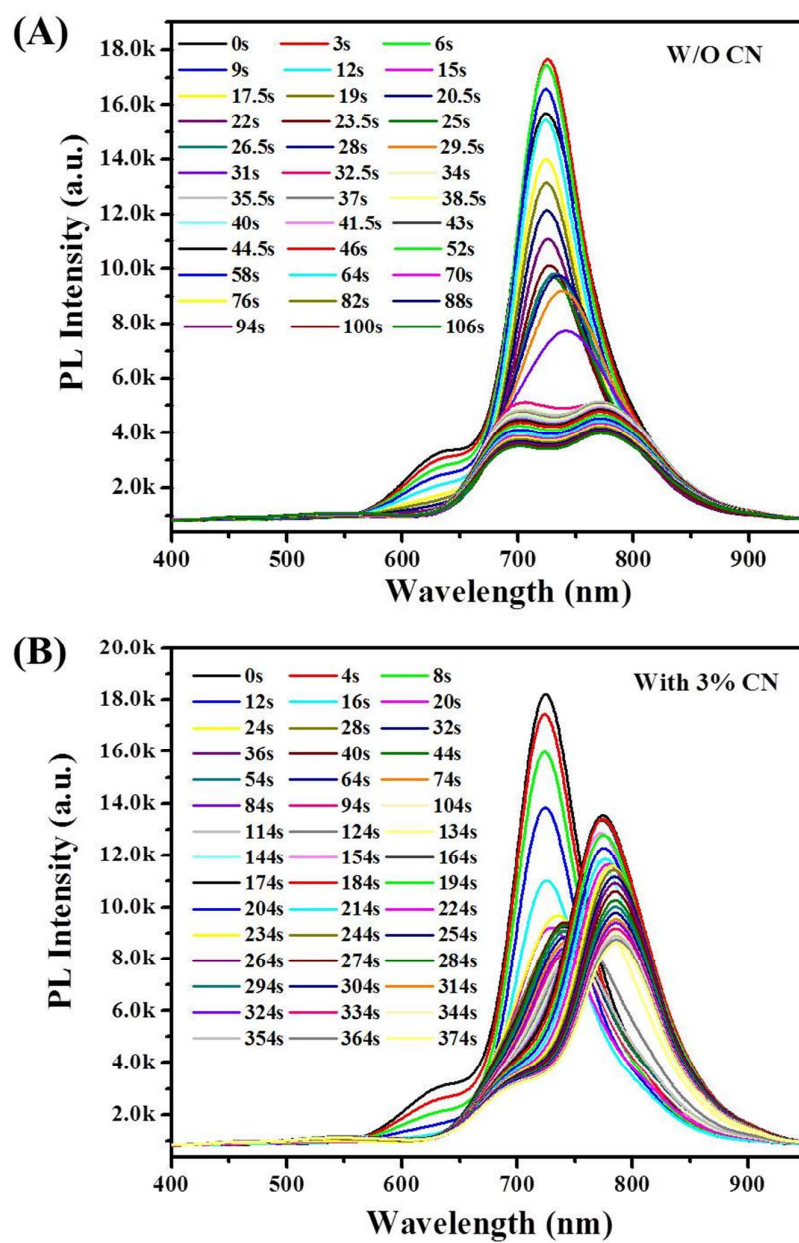 (A)
W/O CN
0s 3s 6s
9s 12s 15s
17.5s 19s 20.5s
22s 23.5s 25s
26.5s 28s 29.5s
31s 32.5s 34s
35.5s 37s 38.5s
40s 41.5s 43s
44.5s 46s 52s
58s 64s 70s
76s 82s 88s
94s 100s 106s
18.0k
16.0k
14.0k
12.0k
10.0k
8.0k
6.0k
4.0k
2.0k
PL Intensity (a.u.)
400 500 600 700 800 900
Wavelength (nm)
(B)
With 3% CN
0s 4s 8s
12s 16s 20s
24s 28s 32s
36s 40s 44s
54s 64s 74s
84s 94s 104s
114s 124s 134s
144s 154s 164s
174s 184s 194s
204s 214s 224s
234s 244s 254s
264s 274s 284s
294s 304s 314s
324s 334s 344s
354s 364s 374s
20.0k
18.0k
16.0k
14.0k
12.0k
10.0k
8.0k
6.0k
4.0k
2.0k
PL Intensity (a.u.)
400 500 600 700 800 900
Wavelength (nm)